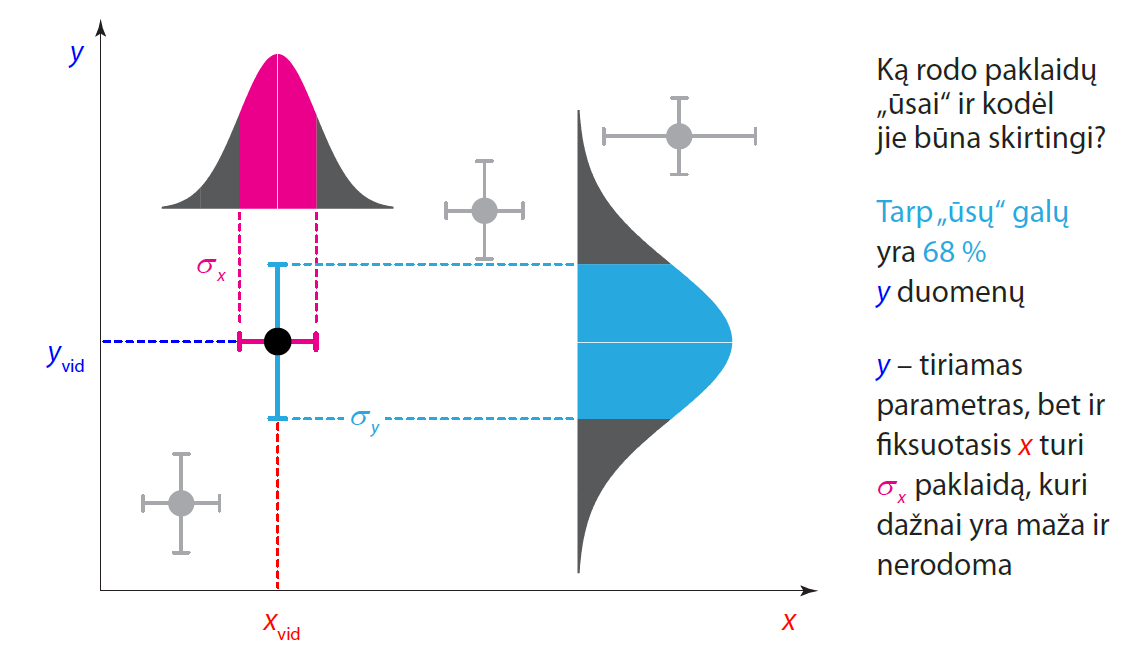 y
σx
yvid
σy
xvid
x
Ką rodo paklaidų
„ūsai“ ir kodėl
jie būna skirtingi?
Tarp „ūsų“ galų
yra 68 %
y duomenų
y – tiriamas
parametras, bet ir
fiksuotasis x turi
σx paklaidą, kuri
dažnai yra maža ir
nerodoma